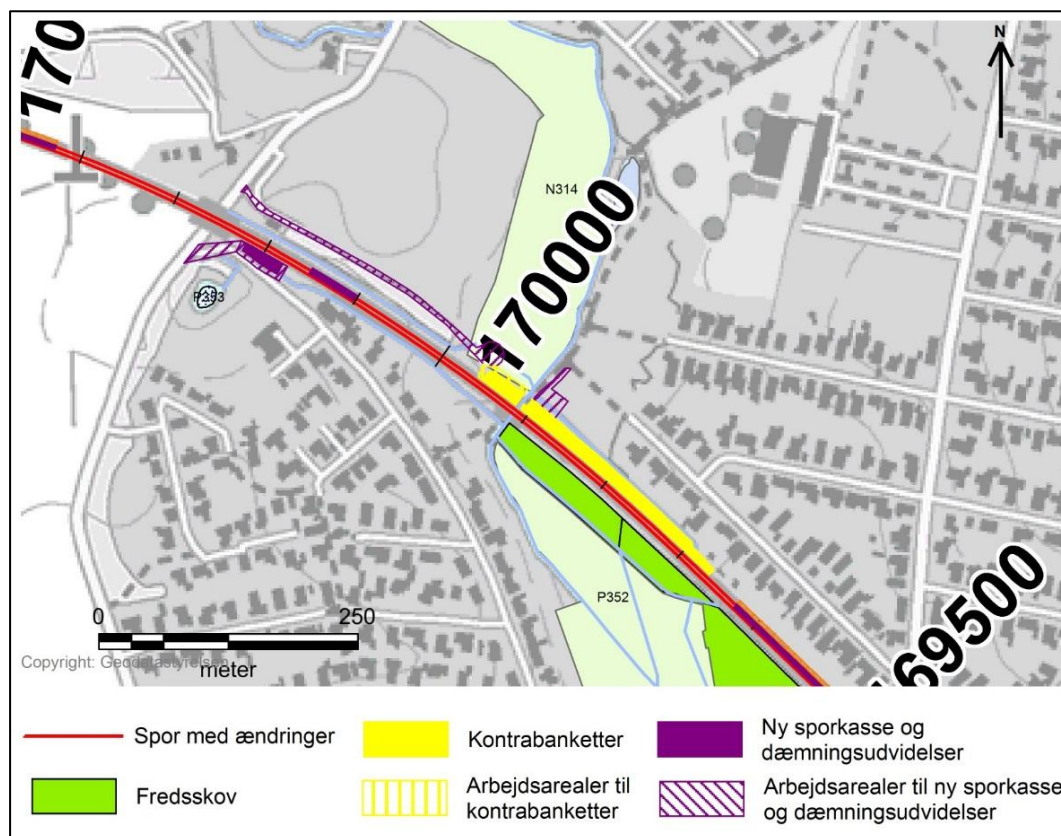 170
N
N314
170000
P353
P352
169500
0 250
Copyright: Geodatastyrelsen
meter
Spor med ændringer
Kontrabanketter
Ny sporkasse og
dæmningsudvidelser
Fredsskov
Arbejdsarealer til
kontrabanketter
Arbejdsarealer til ny sporkasse
og dæmningsudvidelser